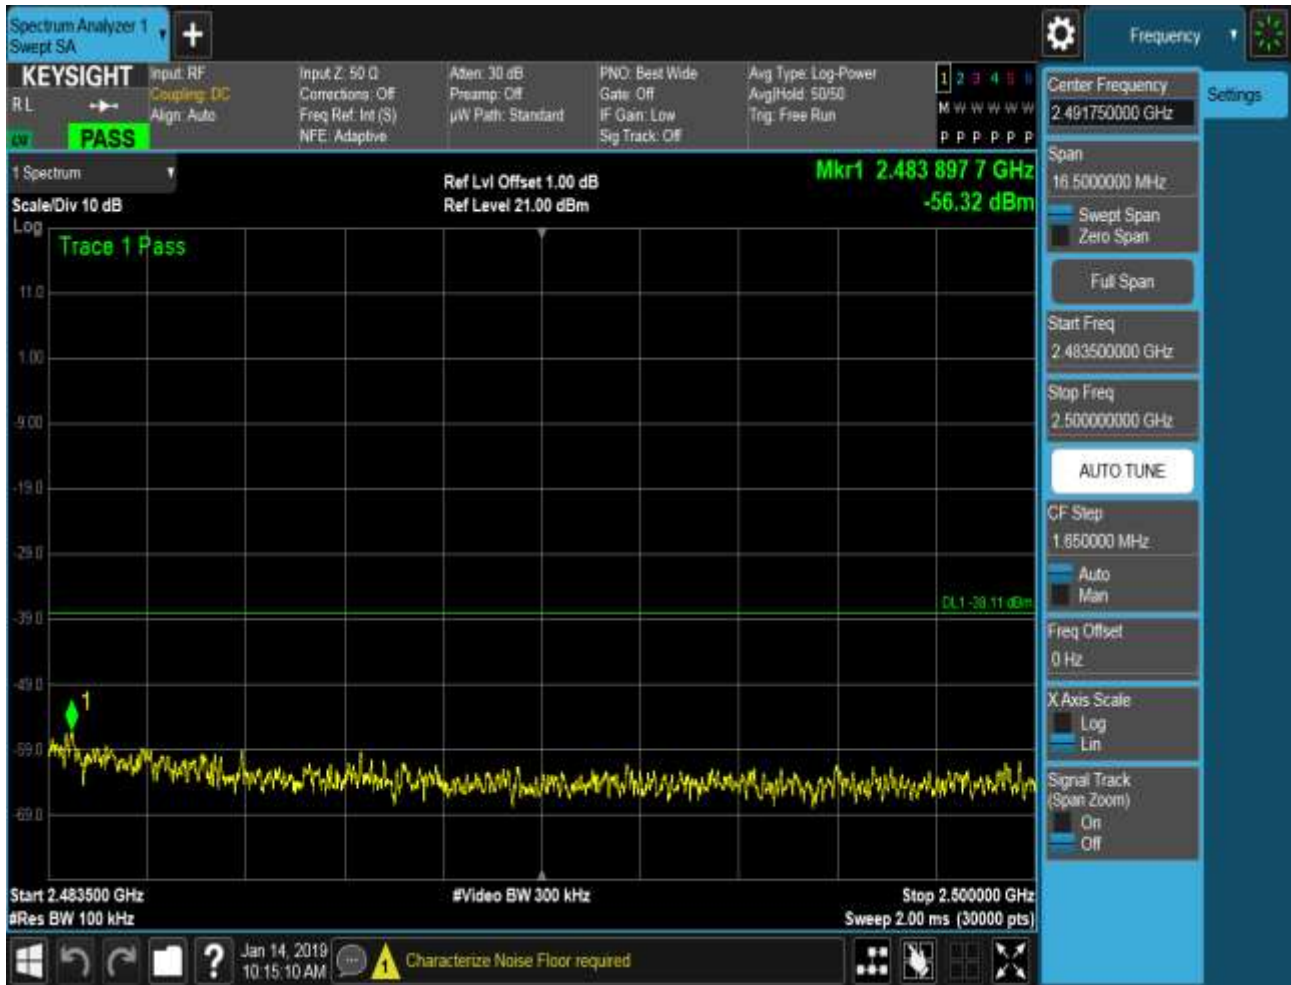 Spectrum Analyzer 1
Swept SA
Frequency
KEYSIGHT
R L
PASS
Input: RF
Coupling: DC
Align: Auto
Input Z: 50 Ω
Corrections: Off
Freq Ref: Int (S)
NFE: Adaptive
Atten: 30 dB
Preamp: Off
µW Path: Standard
PNO: Best Wide
Gate: Off
IF Gain: Low
Sig Track: Off
Avg Type: Log-Power
Avg|Hold: 50/50
Trig: Free Run
1 2 3 4 5 6
M W W W W W
P P P P P P
1 Spectrum
Scale/Div 10 dB
Ref Lvl Offset 1.00 dB
Ref Level 21.00 dBm
Mkr1 2.483 897 7 GHz
-56.32 dBm
Log
Trace 1 Pass
11.0
1.00
-9.00
-19.0
-29.0
-39.0
-49.0
-59.0
-69.0
DL1 -38.11 dBm
1
Start 2.483500 GHz
#Res BW 100 kHz
#Video BW 300 kHz
Stop 2.500000 GHz
Sweep 2.00 ms (30000 pts)
Jan 14, 2019
10:15:10 AM
Characterize Noise Floor required
Center Frequency
2.491750000 GHz
Settings
Span
16.5000000 MHz
Swept Span
Zero Span
Full Span
Start Freq
2.483500000 GHz
Stop Freq
2.500000000 GHz
AUTO TUNE
CF Step
1.650000 MHz
Auto
Man
Freq Offset
0 Hz
X Axis Scale
Log
Lin
Signal Track
(Span Zoom)
On
Off